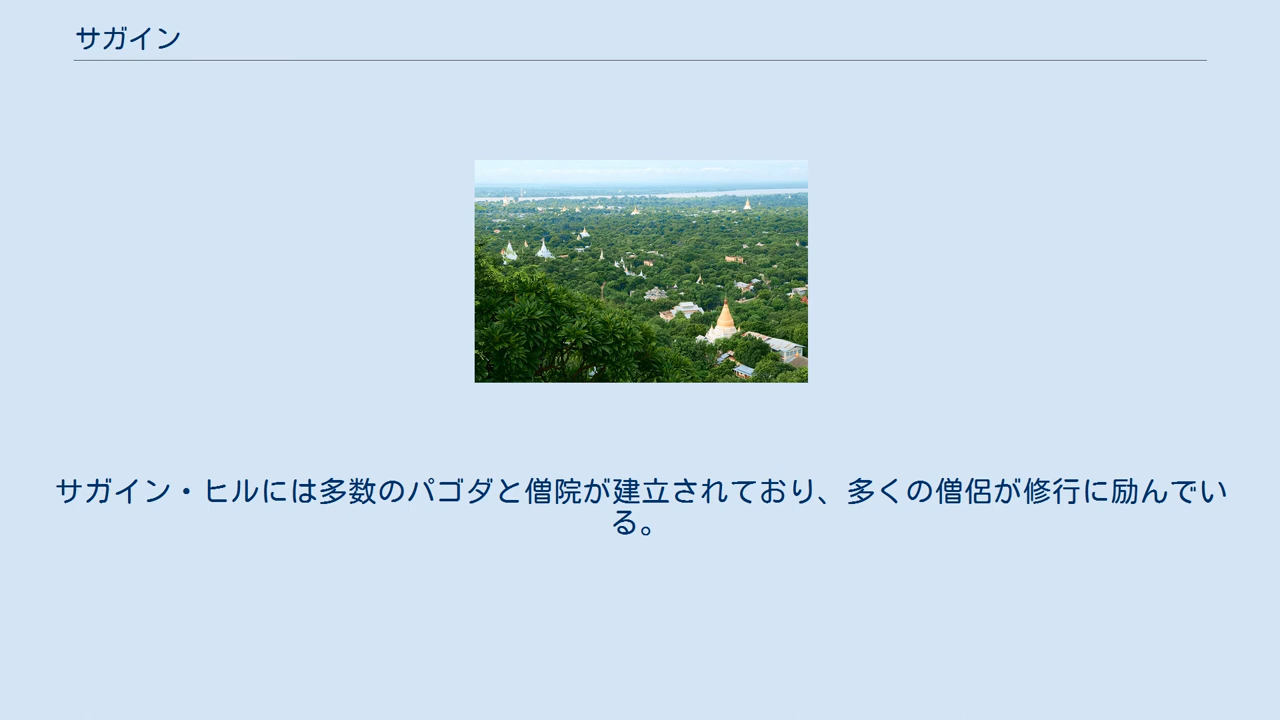 サガイン
サガイン・ヒルには多数のパゴダと僧院が建立されており、多くの僧侶が修行に励んでい
る。